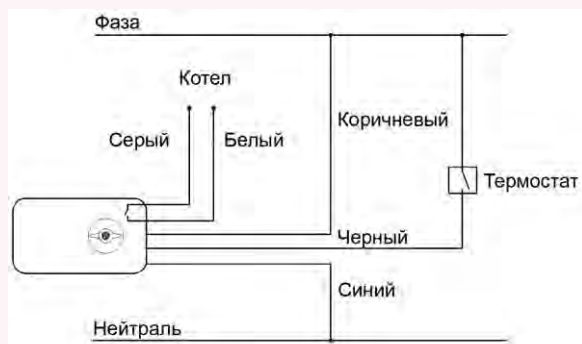 Фаза
Котел
Серый
Белый
Коричневый
Термостат
Черный
Синий
Нейтраль